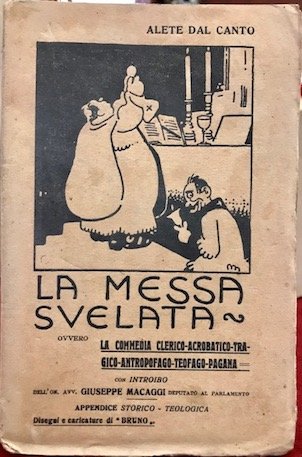 ALETE DAL CANTO
LA MESSA
SVELATA ~
OVVERO
LA COMMEDIA CLERICO-ACROBATICO-TRA-
GICO-ANTROPOFAGO-TEOFAGO-PAGANA
CON INTROIBO
DELL'ON. AVV. GIUSEPPE MACAGGI DEPUTATO AL PARLAMENTO
APPENDICE STORICO - TEOLOGICA
Disegni e caricature di "BRUNO„.